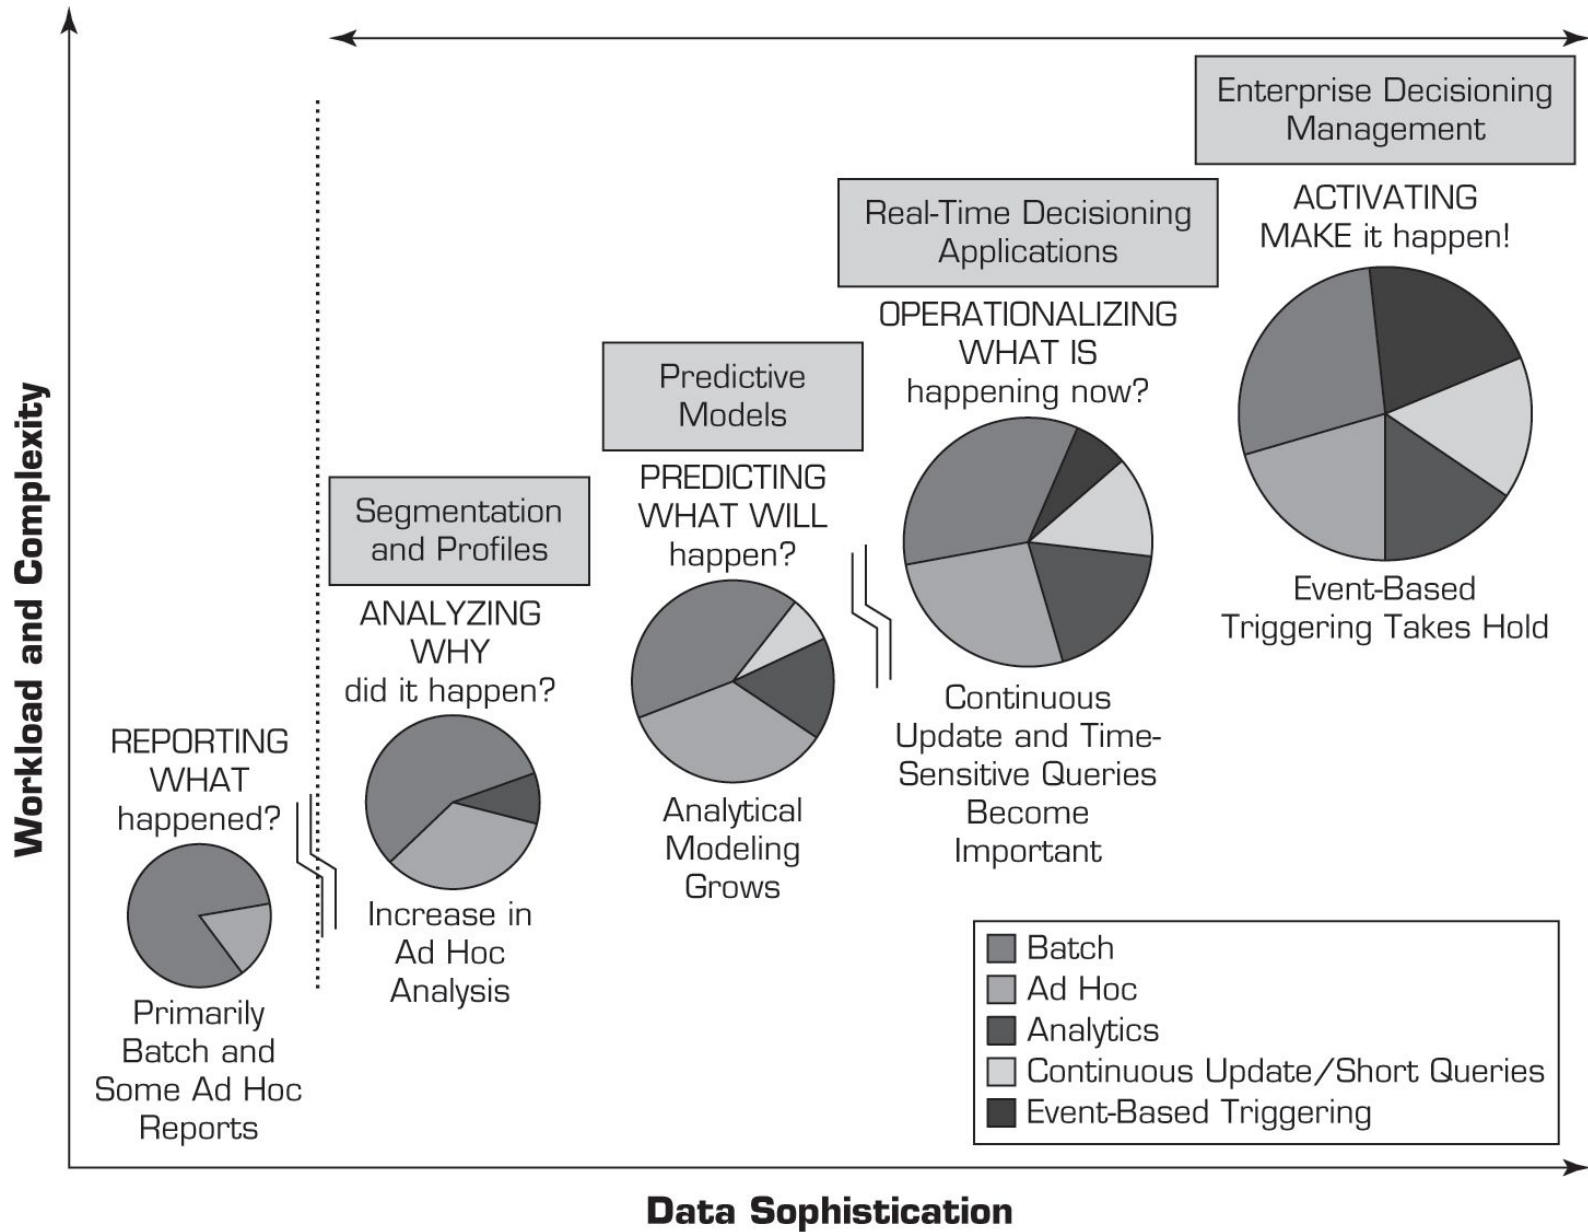 Workload and Complexity
Enterprise Decisioning
Management
ACTIVATING
MAKE it happen!
Event-Based
Triggering Takes Hold
Real-Time Decisioning
Applications
OPERATIONALIZING
WHAT IS
happening now?
Continuous
Update and Time-
Sensitive Queries
Become
Important
Predictive
Models
PREDICTING
WHAT WILL
happen?
Analytical
Modeling
Grows
Segmentation
and Profiles
ANALYZING
WHY
did it happen?
Increase in
Ad Hoc
Analysis
REPORTING
WHAT
happened?
Primarily
Batch and
Some Ad Hoc
Reports
Batch
Ad Hoc
Analytics
Continuous Update/Short Queries
Event-Based Triggering
Data Sophistication